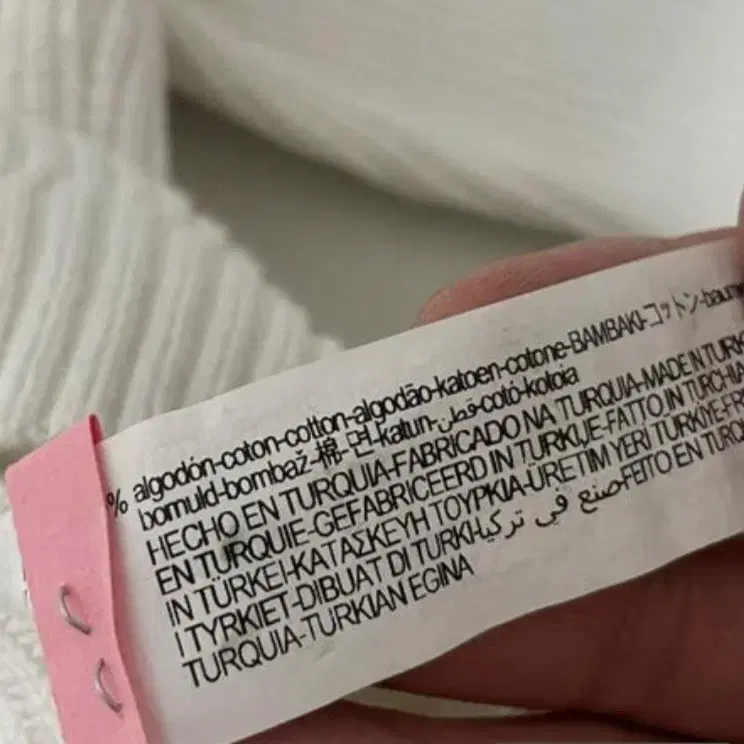 % algodón-coton-cotton-algodão-katoen-cotone-BAMBAKI-コットン-baum
bomuld-bombaž-棉-면-katun-قطن-cotó-kotoia
HECHO EN TURQUIA-FABRICADO NA TURQUIA-MADE IN TURK
EN TURQUIE-GEFABRICEERD IN TURKIJE-FATTO IN TURCHIA
IN TÜRKEI-ΚΑΤΑΣΚΕΥΗ ΤΟΥΡΚΙΑ-ÜRETIM YERİ TÜRKIYE-FR
I TYRKIET-DIBUAT DI TURKI-صنع في تركيا-FEITO EN TURQ
TURQUIA-TURKIAN EGINA